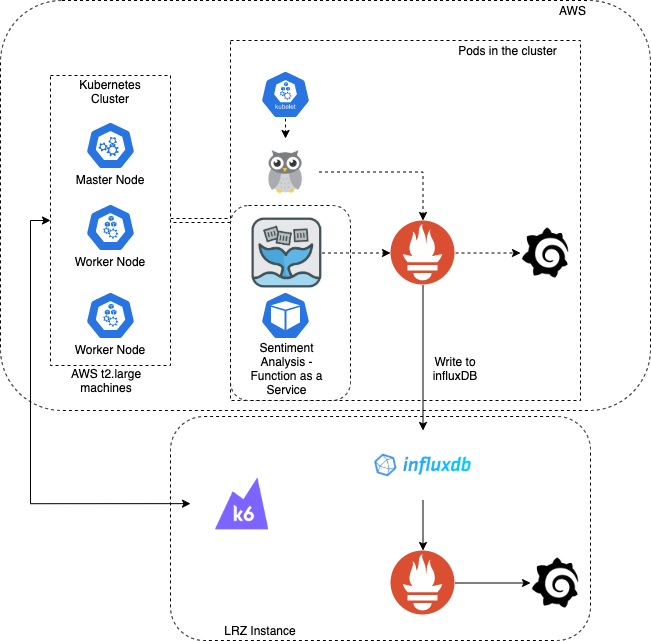 AWS
Pods in the cluster
Kubernetes
Cluster
kubelet
Master Node
Worker Node
Worker Node
AWS t2.large
machines
Sentiment
Analysis -
Function as a
Service
Write to
influxDB
influxdb
k6
LRZ Instance